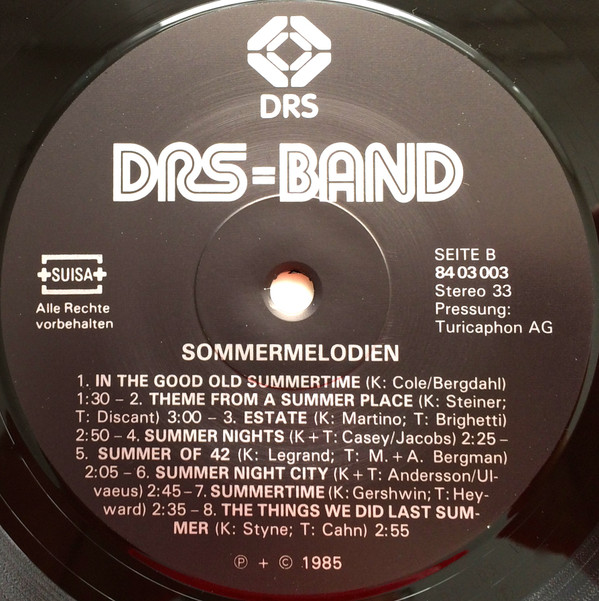 DRS
DRS=BAND
+SUISA+
Alle Rechte
vorbehalten
SEITE B
84 03 003
Stereo 33
Pressung:
Turicaphon AG
SOMMERMELODIEN
1. IN THE GOOD OLD SUMMERTIME (K: Cole/Bergdahl)
1:30 – 2. THEME FROM A SUMMER PLACE (K: Steiner;
T: Discant) 3:00 – 3. ESTATE (K: Martino; T: Brighetti)
2:50 – 4. SUMMER NIGHTS (K + T: Casey/Jacobs) 2:25 –
5. SUMMER OF 42 (K: Legrand; T: M. + A. Bergman)
2:05 – 6. SUMMER NIGHT CITY (K + T: Andersson/Ul-
vaeus) 2:45 – 7. SUMMERTIME (K: Gershwin; T: Hey-
ward) 2:35 – 8. THE THINGS WE DID LAST SUM-
MER (K: Styne; T: Cahn) 2:55
℗ + © 1985